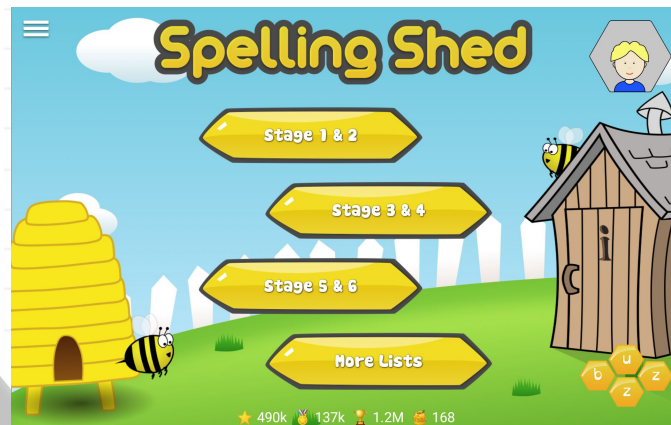 Spelling Shed
Stage 1 & 2
Stage 3 & 4
i
Stage 5 & 6
More Lists
b u z z
490k 137k 1.2M 168